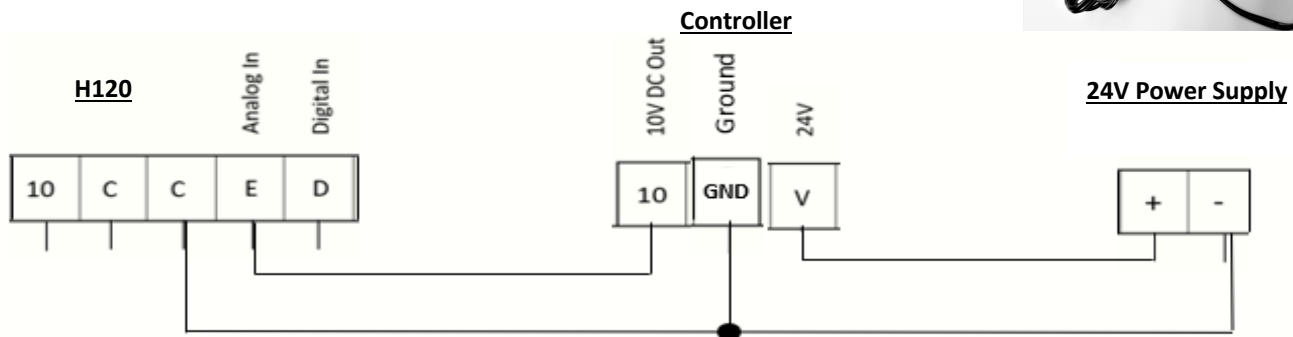 Controller
H120
Analog In
Digital In
10V DC Out
Ground
24V
24V Power Supply
10 C C E D
10 GND V
+ -